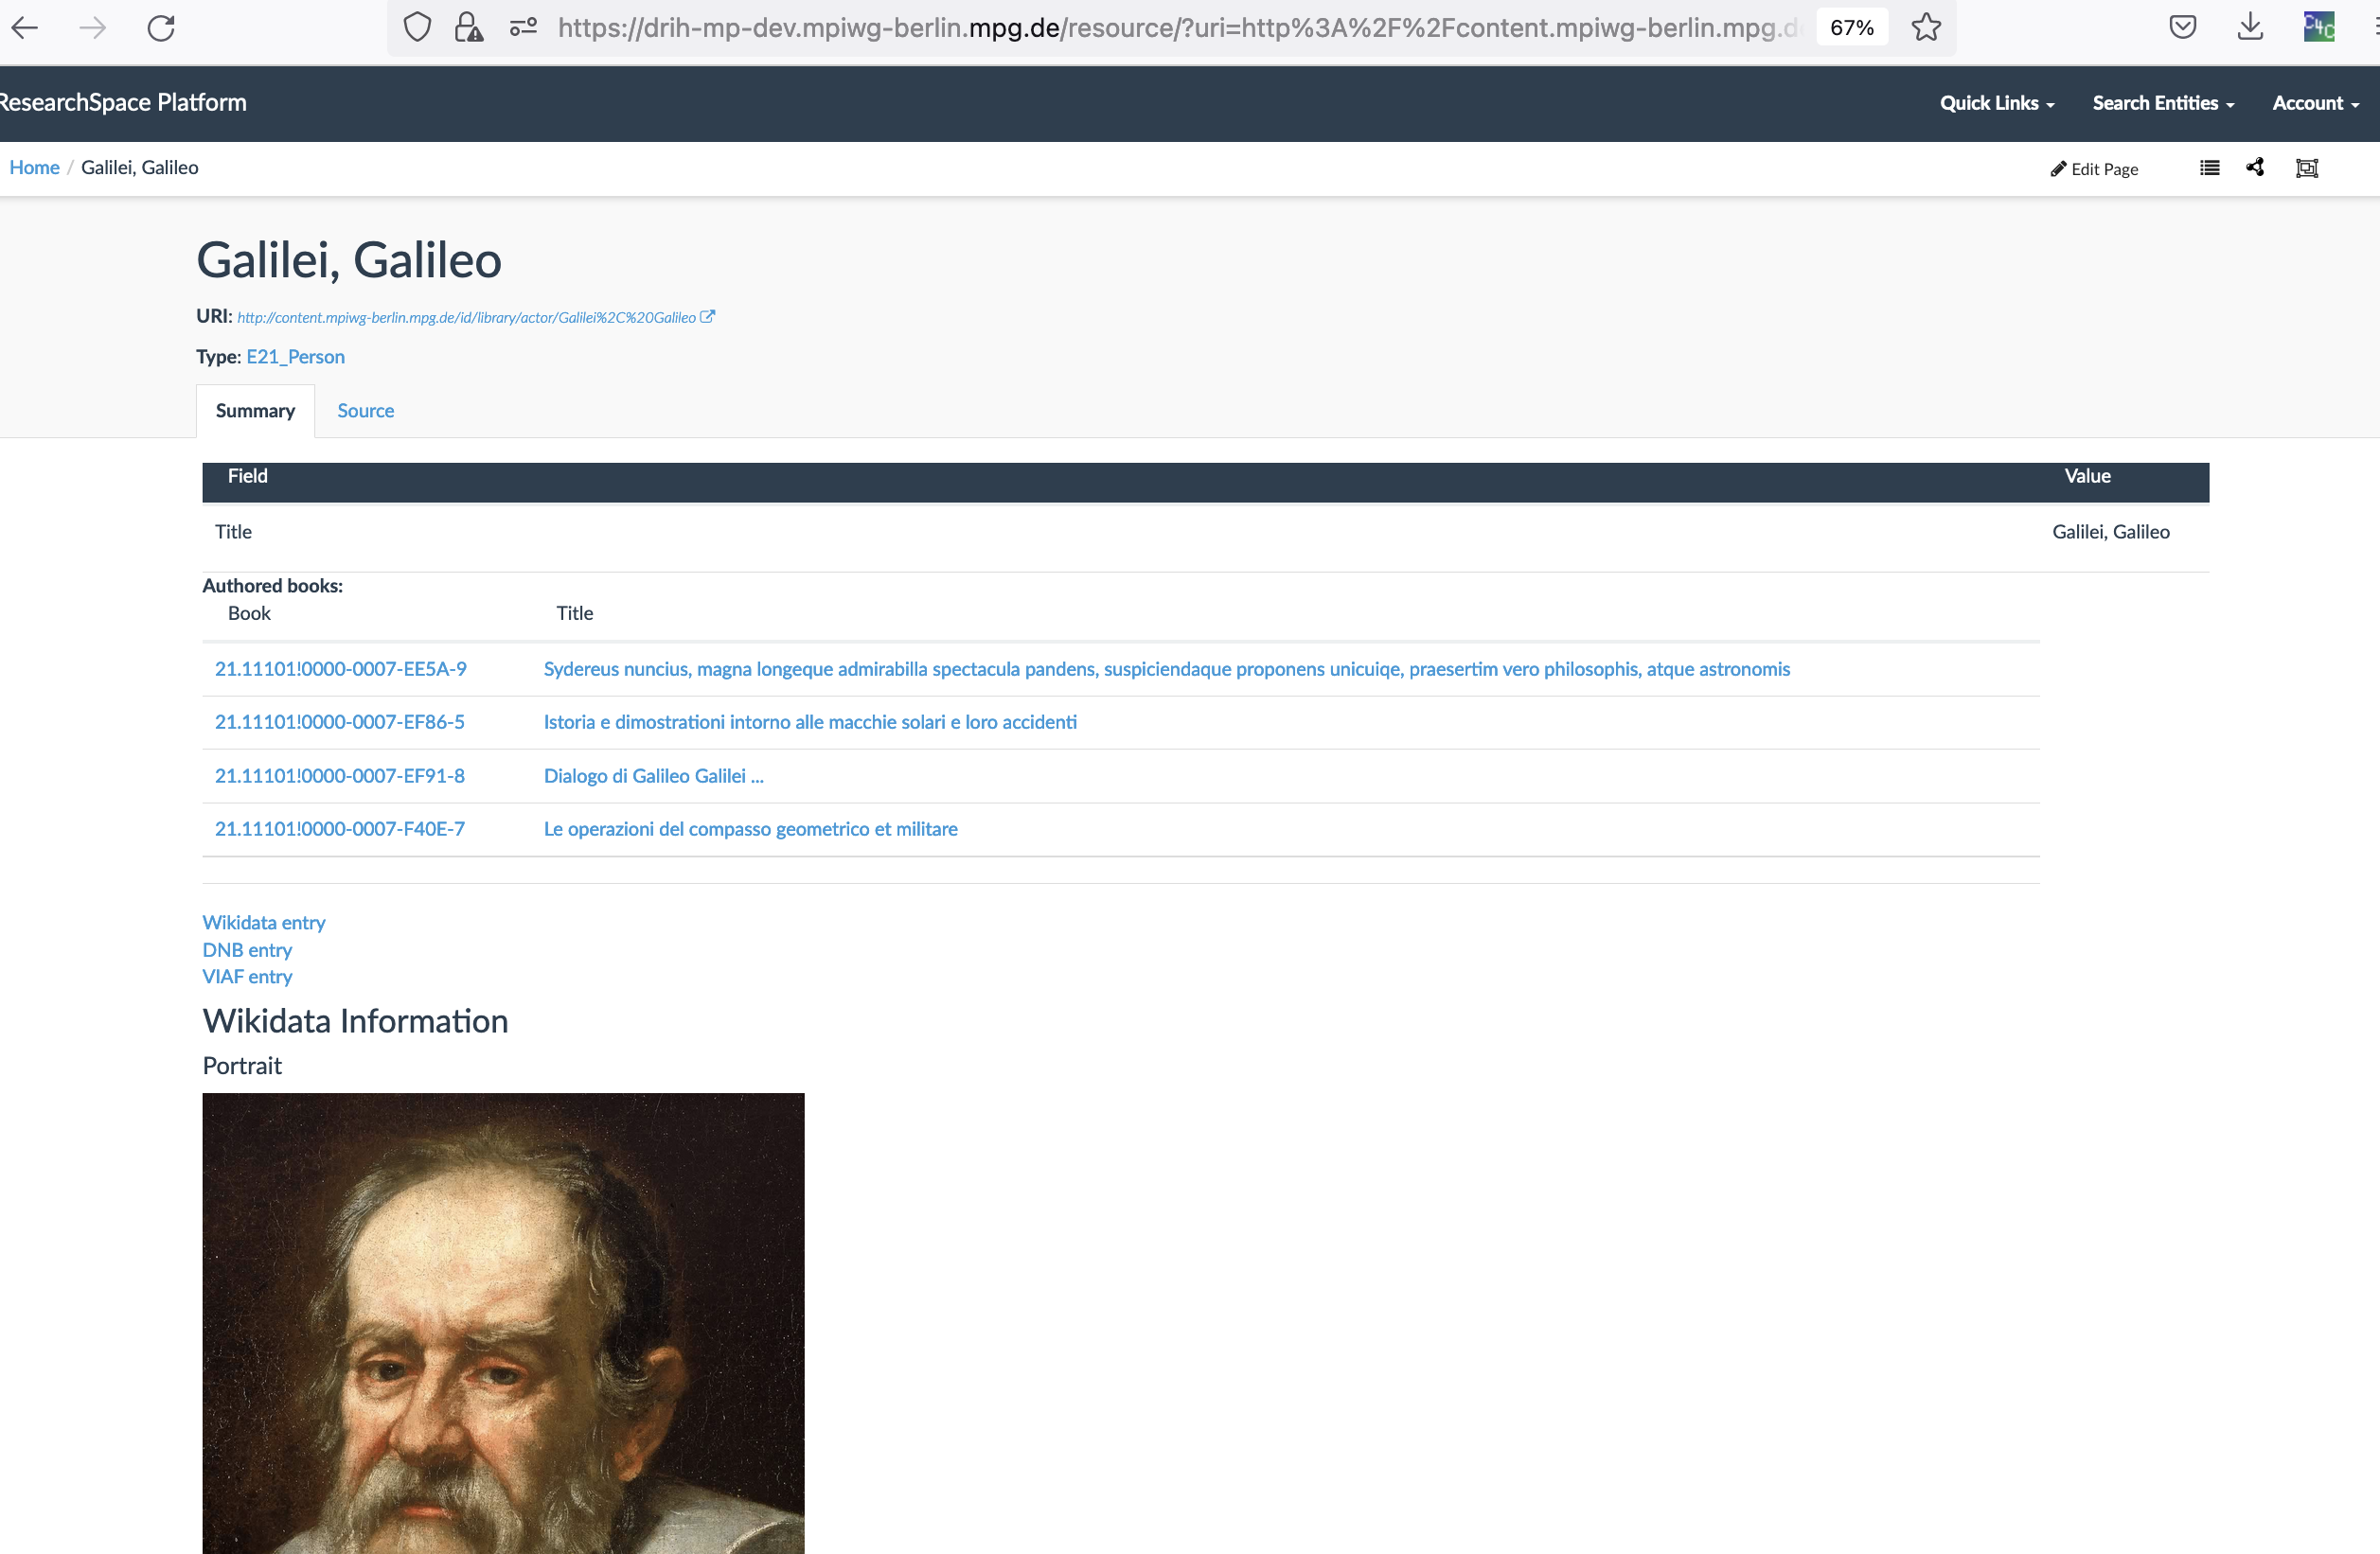 https://drih-mp-dev.mpiwg-berlin.mpg.de/resource/?uri=http%3A%2F%2Fcontent.mpiwg-berlin.mpg.d 67%
ResearchSpace Platform Quick Links Search Entities Account
Home / Galilei, Galileo Edit Page
Galilei, Galileo
URI: http://content.mpiwg-berlin.mpg.de/id/library/actor/Galilei%2C%20Galileo
Type: E21_Person
Summary Source
Field Value
Title Galilei, Galileo
Authored books:
Book Title
21.11101!0000-0007-EE5A-9 Sydereus nuncius, magna longeque admirabilla spectacula pandens, suspiciendaque proponens unicuiqe, praesertim vero philosophis, atque astronomis
21.11101!0000-0007-EF86-5 Istoria e dimostrationi intorno alle macchie solari e loro accidenti
21.11101!0000-0007-EF91-8 Dialogo di Galileo Galilei ...
21.11101!0000-0007-F40E-7 Le operazioni del compasso geometrico et militare
Wikidata entry
DNB entry
VIAF entry
Wikidata Information
Portrait